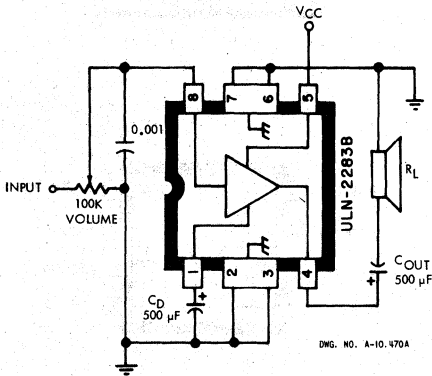 VCC
8
7
6
5
0.001
INPUT
100K
VOLUME
ULN-2283B
RL
1
2
3
4
CD
500 µF
COUT
500 µF
DWG. NO. A-10,470A